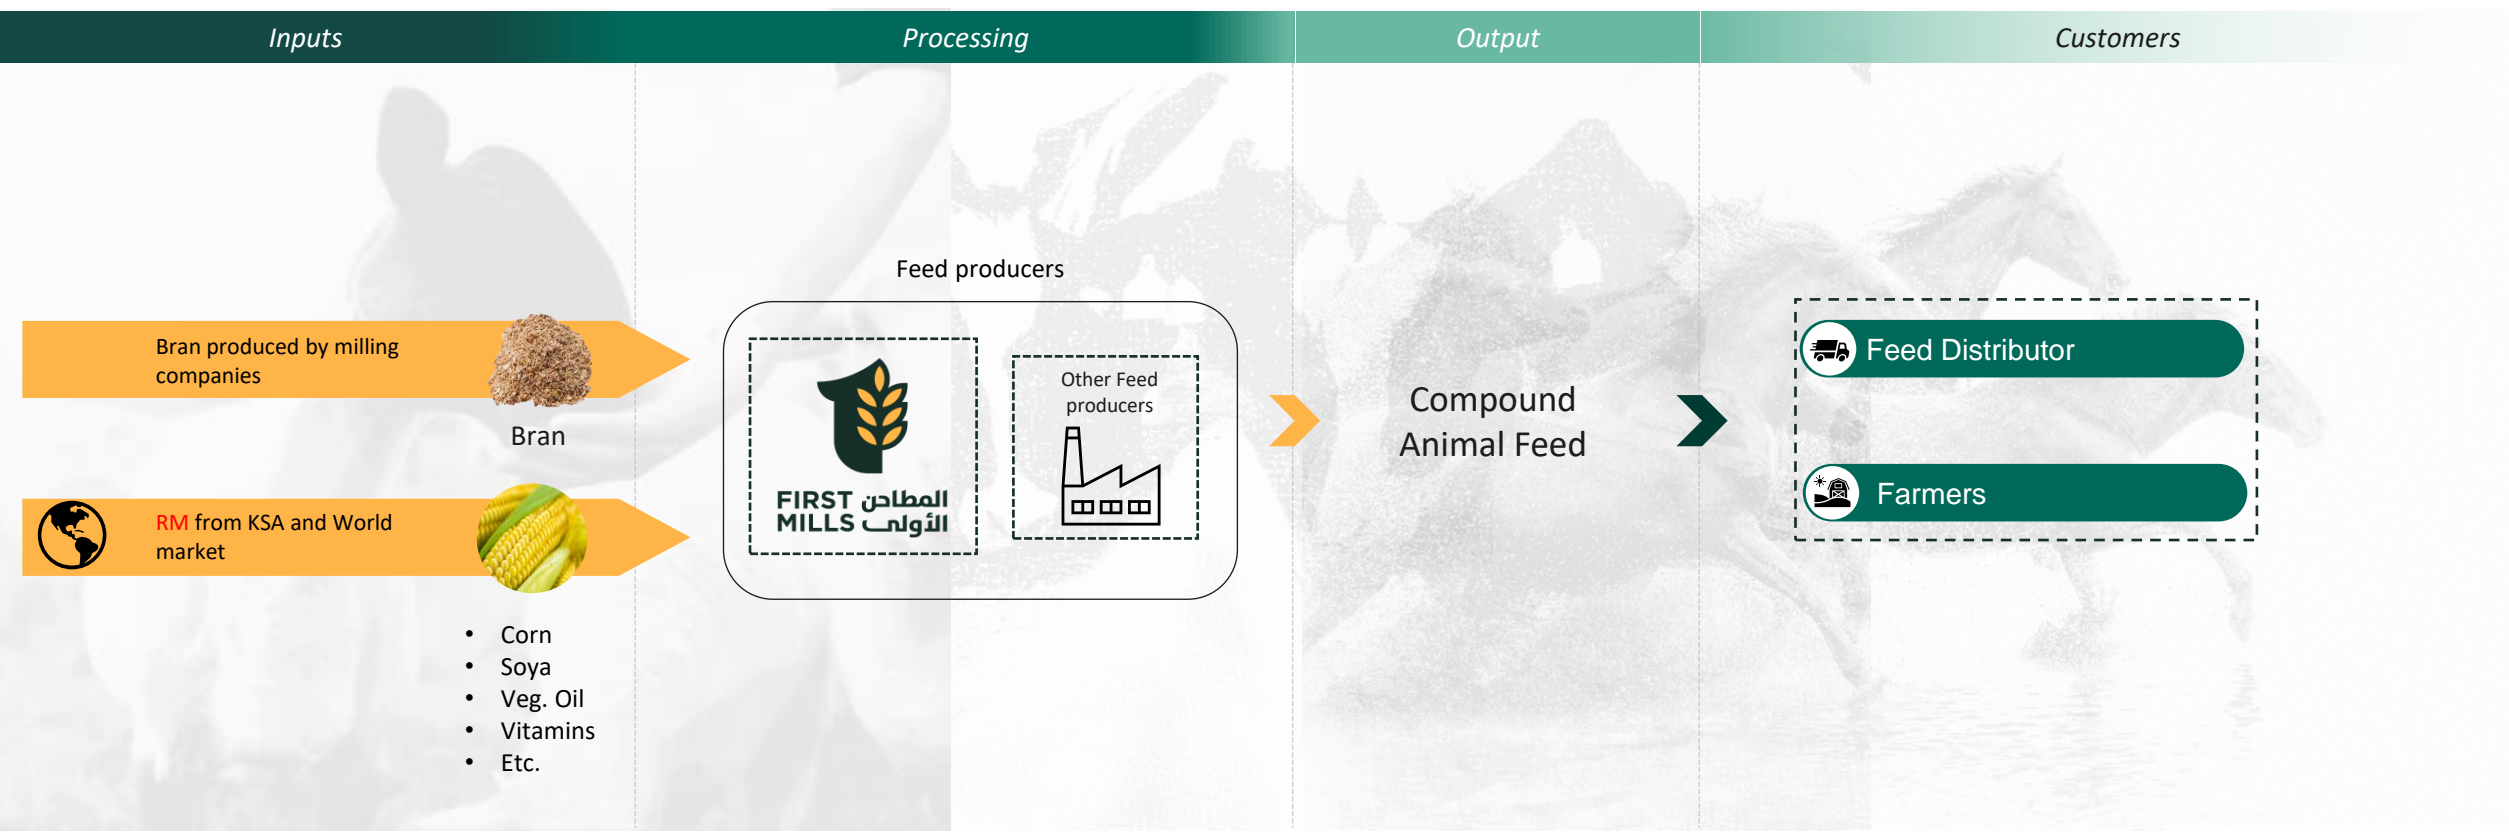 Inputs
Processing
Output
Customers
Bran produced by milling
companies
Bran
RM from KSA and World
market
• Corn
• Soya
• Veg. Oil
• Vitamins
• Etc.
Feed producers
FIRST المطاحن
MILLS الأولى
Other Feed
producers
Compound
Animal Feed
Feed Distributor
Farmers